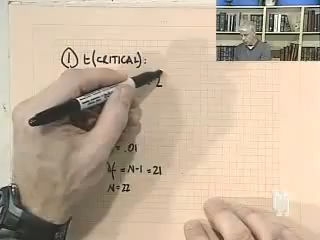 ① t(CRITICAL):
= .01
df = N-1 = 21
N = 22